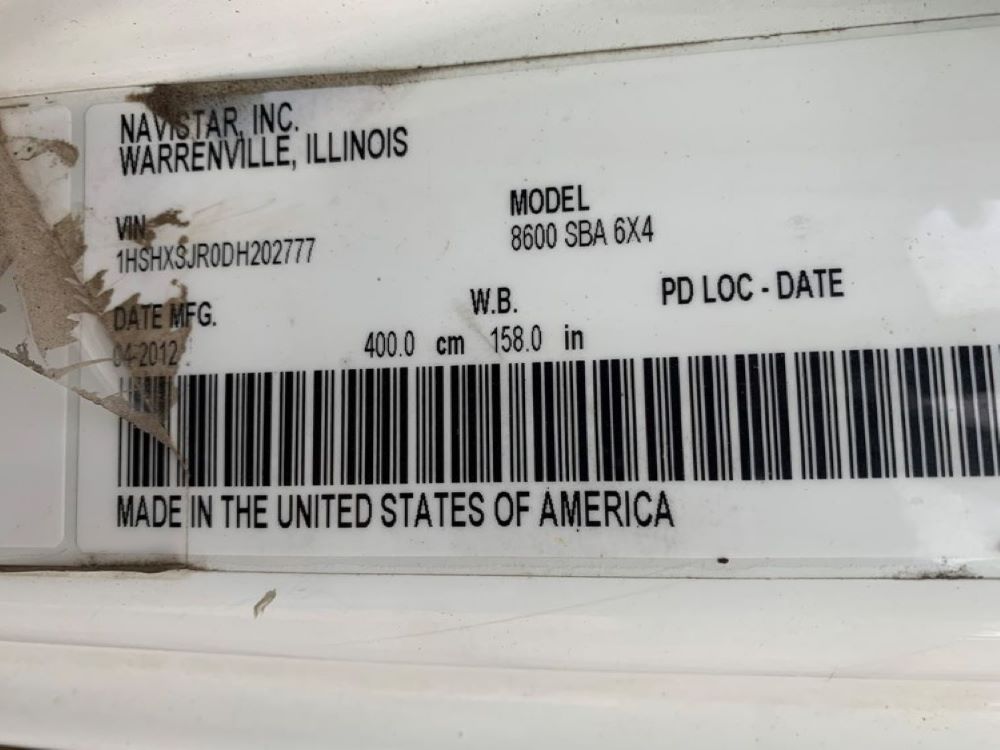 NAVISTAR, INC.
WARRENVILLE, ILLINOIS
VIN
1HSHXSJR0DH202777
MODEL
8600 SBA 6X4
DATE MFG.
04-2012
W.B.
400.0 cm 158.0 in
PD LOC - DATE
MADE IN THE UNITED STATES OF AMERICA